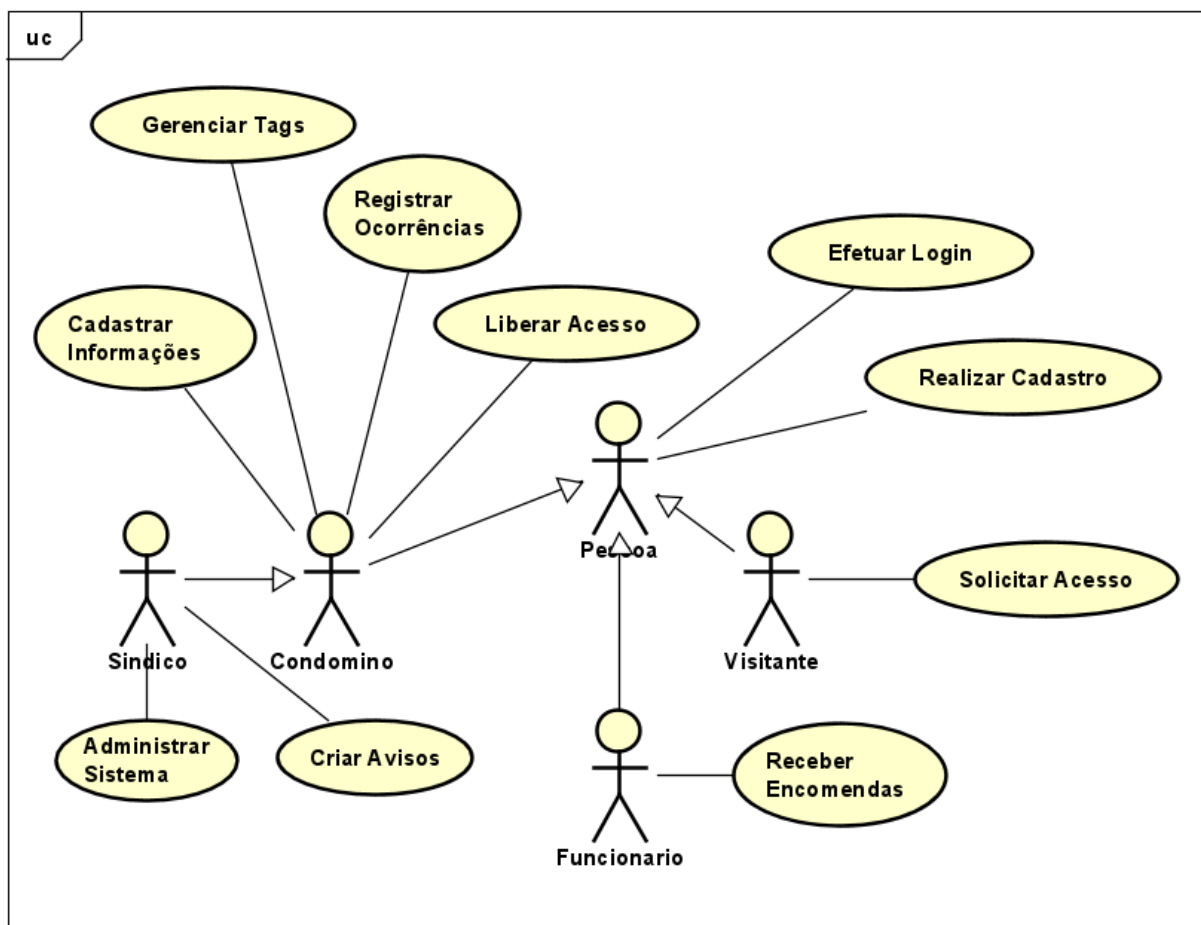 uc
Gerenciar Tags
Registrar
Ocorrências
Efetuar Login
Cadastrar
Informações
Liberar Acesso
Realizar Cadastro
Pessoa
Solicitar Acesso
Sindico
Condomino
Visitante
Administrar
Sistema
Criar Avisos
Receber
Encomendas
Funcionario